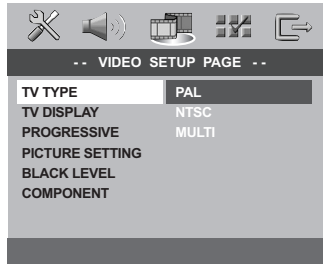 -- VIDEO SETUP PAGE --
TV TYPE PAL
TV DISPLAY NTSC
PROGRESSIVE MULTI
PICTURE SETTING
BLACK LEVEL
COMPONENT